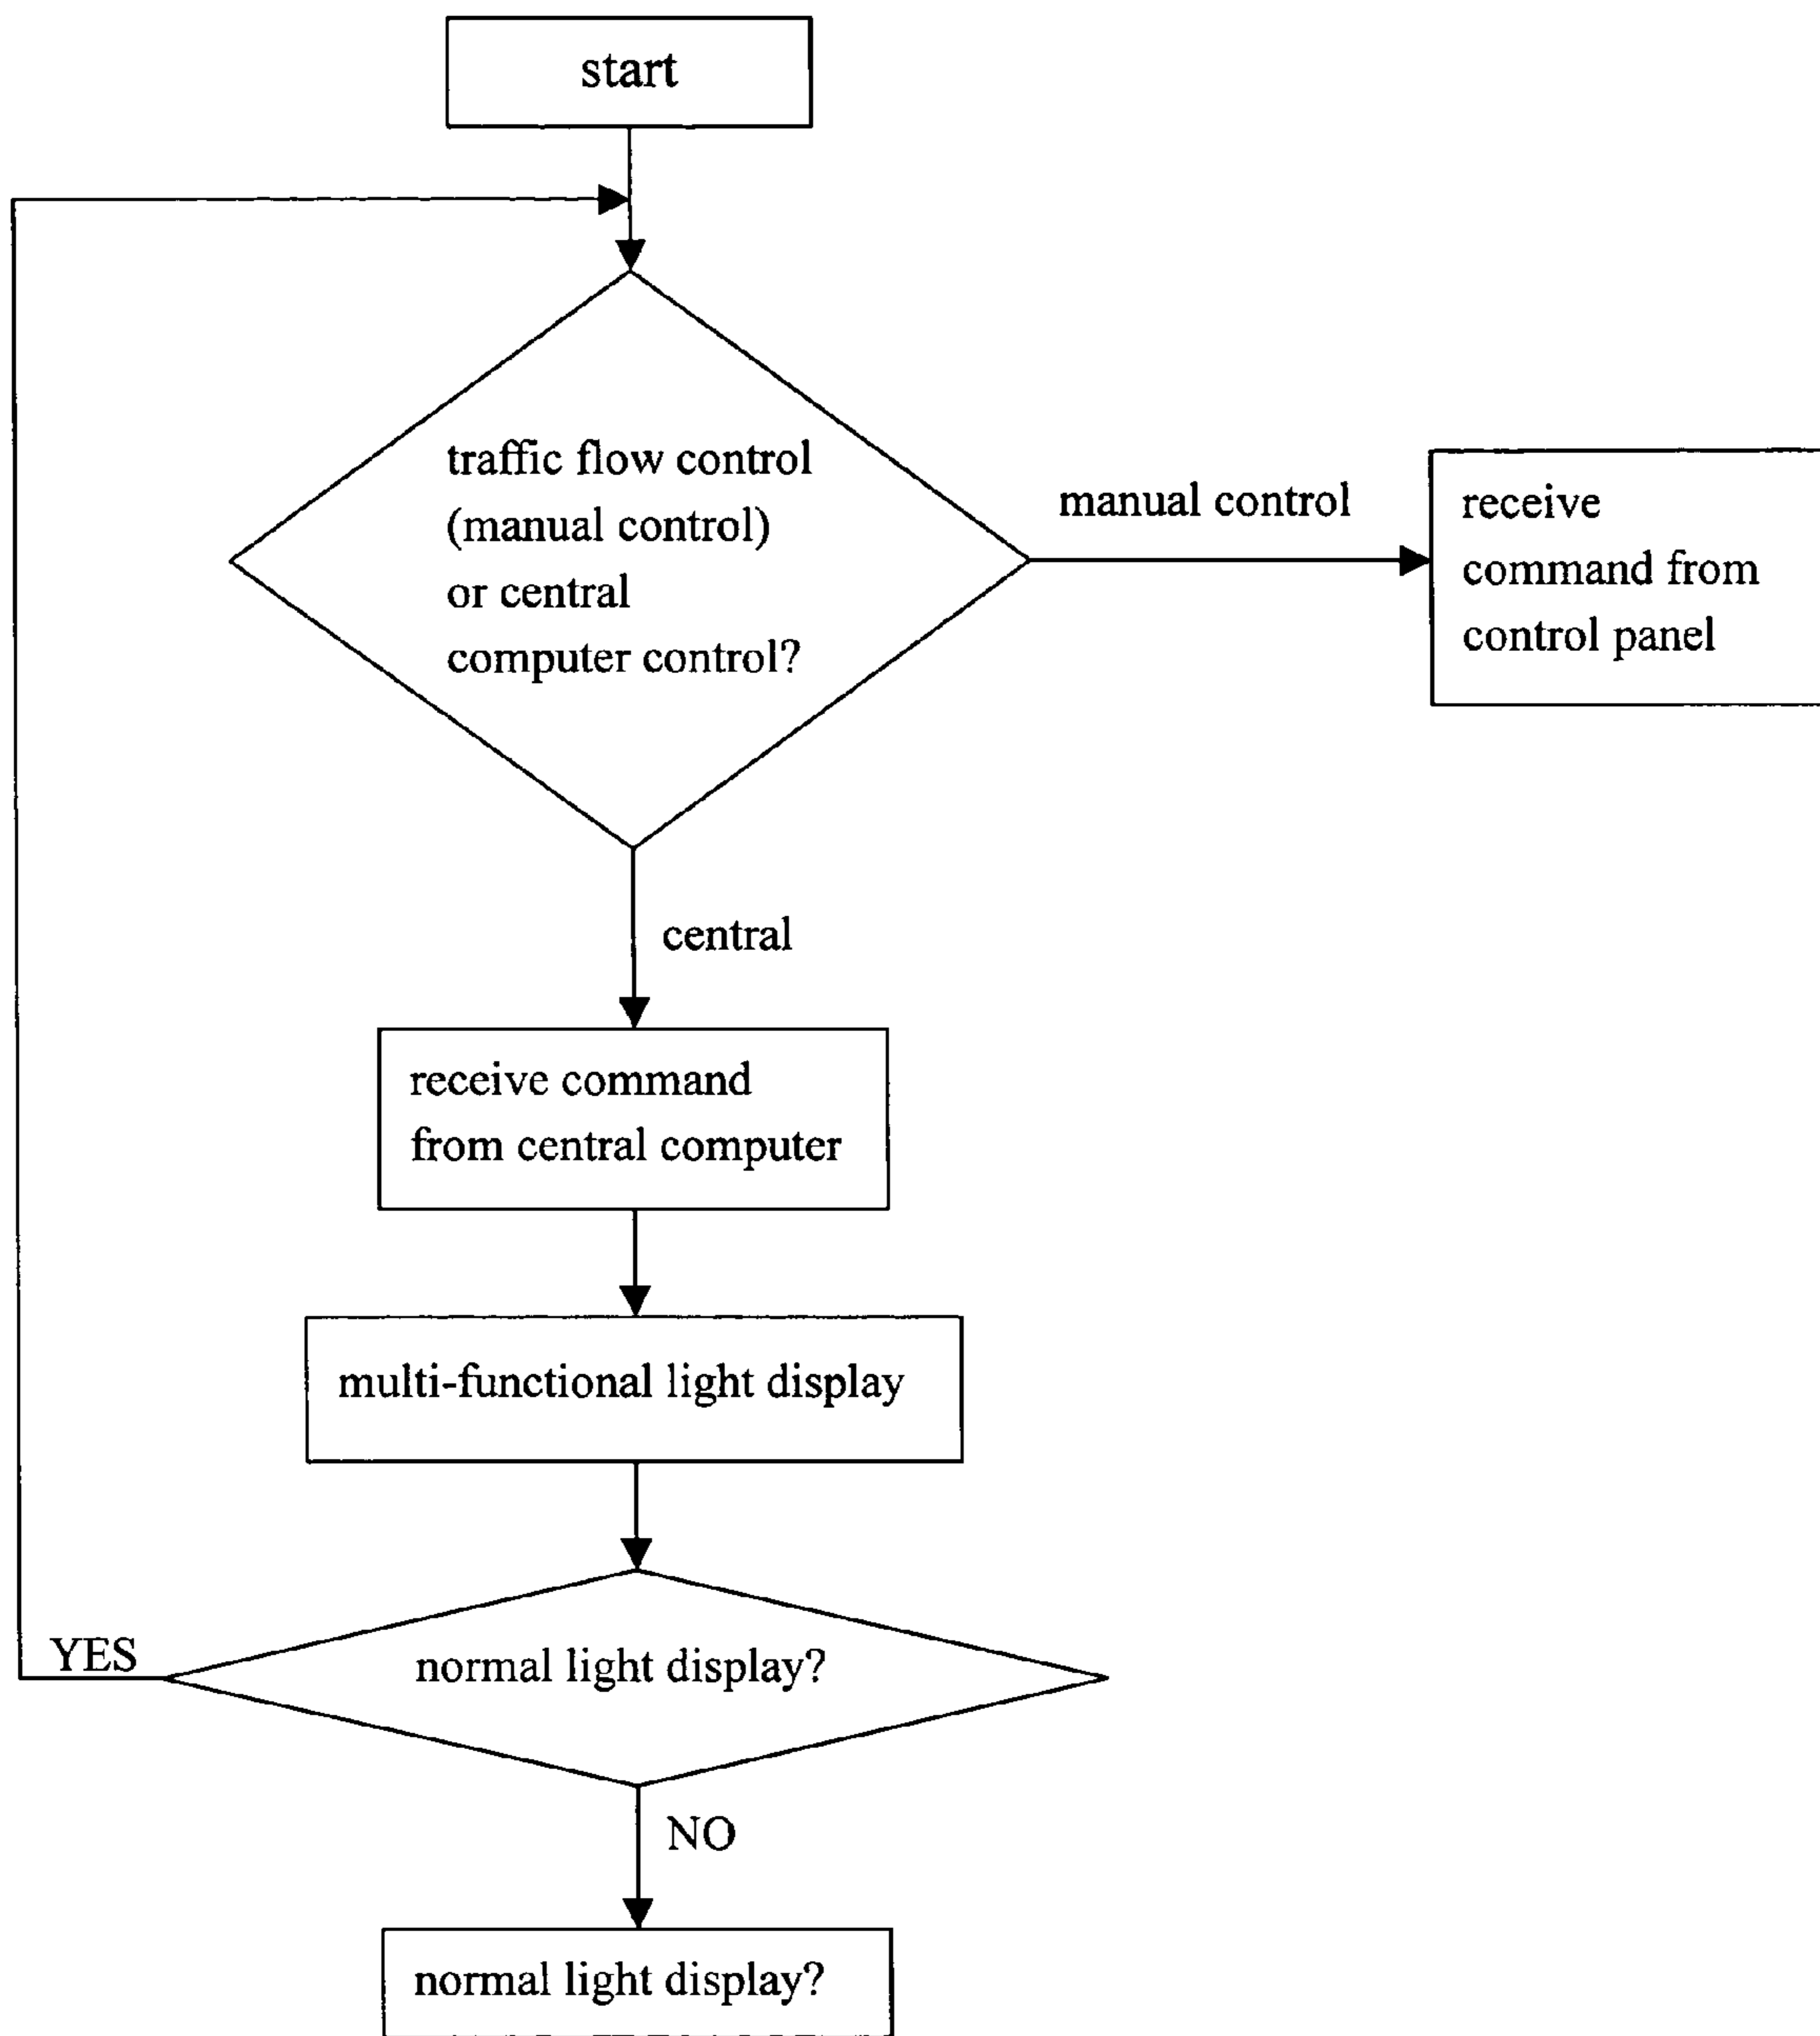 start
traffic flow control
(manual control)
or central
computer control?
manual control
receive
command from
control panel
central
receive command
from central computer
multi-functional light display
normal light display?
YES
NO
normal light display?